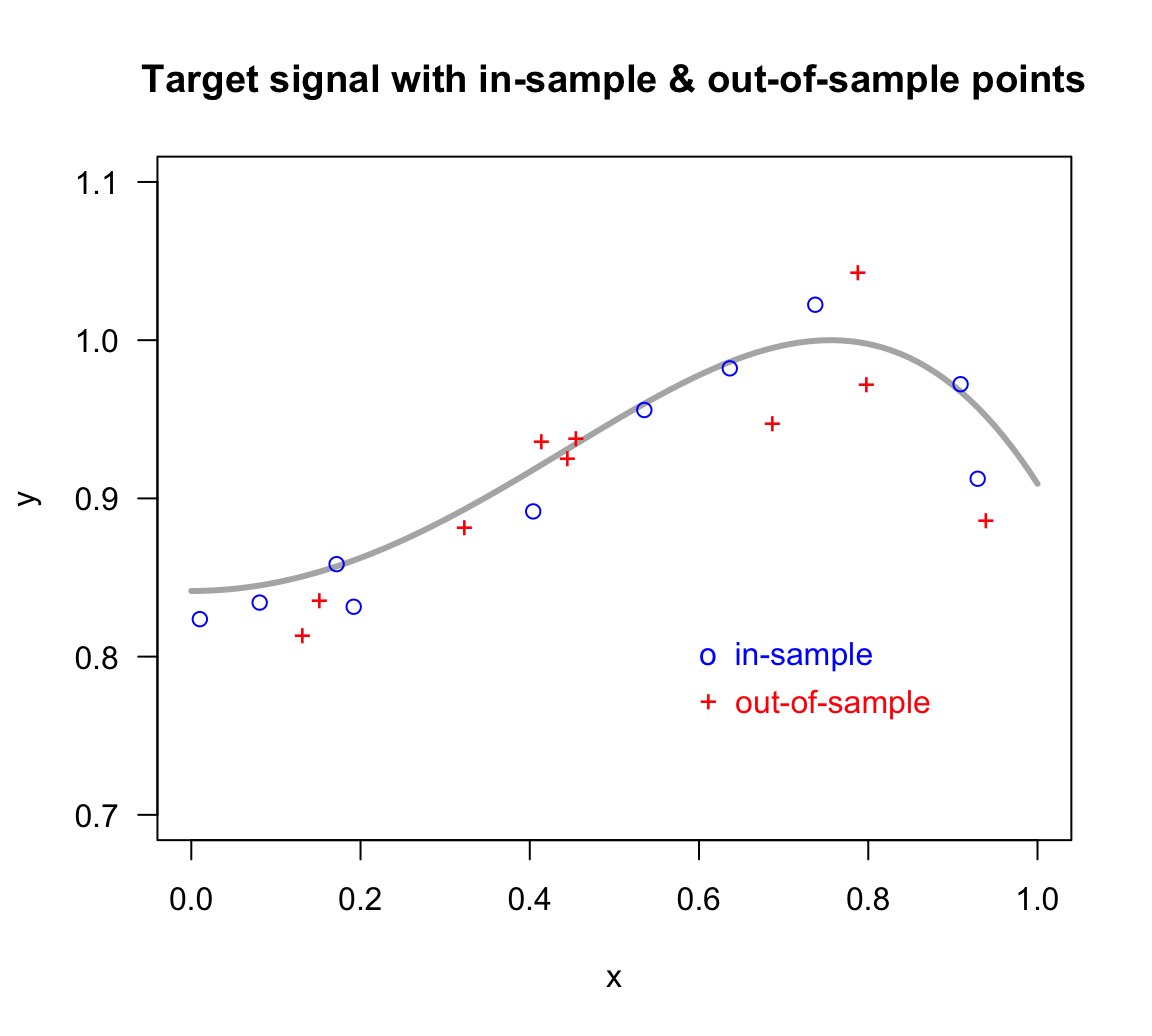 Target signal with in-sample & out-of-sample points
1.1
1.0
0.9
0.8
0.7
y
o in-sample
+ out-of-sample
0.0 0.2 0.4 0.6 0.8 1.0
x